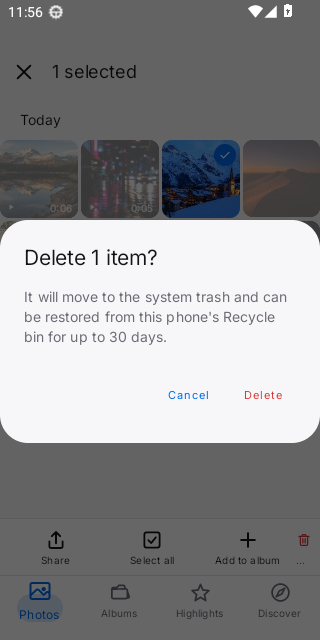 11:56
1 selected
Today
0:06
0:05
Delete 1 item?
It will move to the system trash and can
be restored from this phone's Recycle
bin for up to 30 days.
Cancel
Delete
Share
Select all
Add to album
...
Photos
Albums
Highlights
Discover